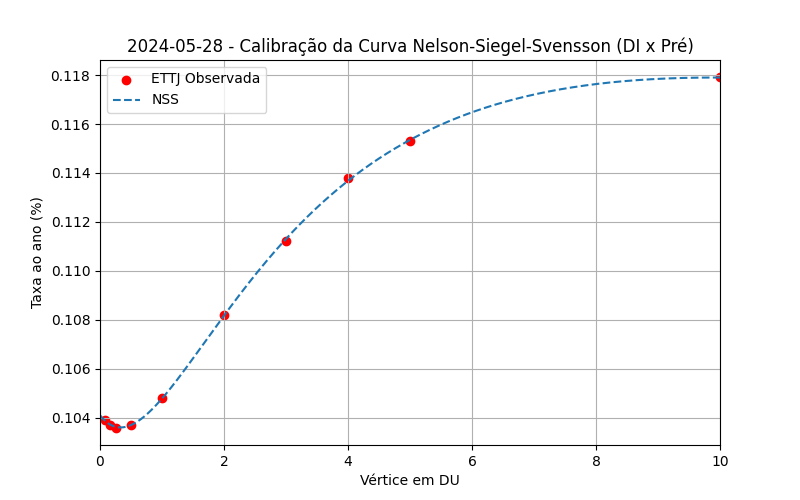 2024-05-28 - Calibração da Curva Nelson-Siegel-Svensson (DI x Pré)
ETTJ Observada
NSS
Taxa ao ano (%)
0.118
0.116
0.114
0.112
0.110
0.108
0.106
0.104
0 2 4 6 8 10
Vértice em DU